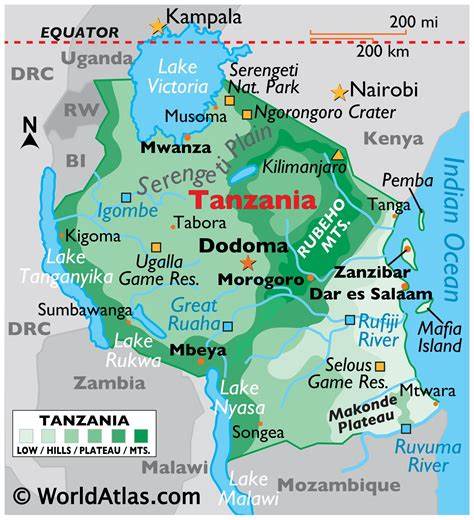 Kampala
200 mi
200 km
EQUATOR
Uganda
DRC
Lake
Victoria
Serengeti
Nat. Park
Nairobi
RW
Musoma
Ngorongoro Crater
N
Mwanza
Kenya
BI
Serengeti Plain
Kilimanjaro
Pemba
Indian Ocean
Igombe
Tanzania
Tanga
Kigoma
Tabora
RUBEHO
MTS.
Dodoma
Zanzibar
Lake
Tanganyika
Ugalla
Game Res.
Morogoro
Dar es Salaam
Sumbawanga
Great
Ruaha
Rufiji
River
Mafia
Island
DRC
Lake
Rukwa
Mbeya
Selous
Game Res.
Zambia
Lake
Nyasa
Mtwara
Makonde
Plateau
TANZANIA
LOW / HILLS / PLATEAU / MTS.
Songea
Ruvuma
River
Malawi
Lake
Malawi
Mozambique
© WorldAtlas.com